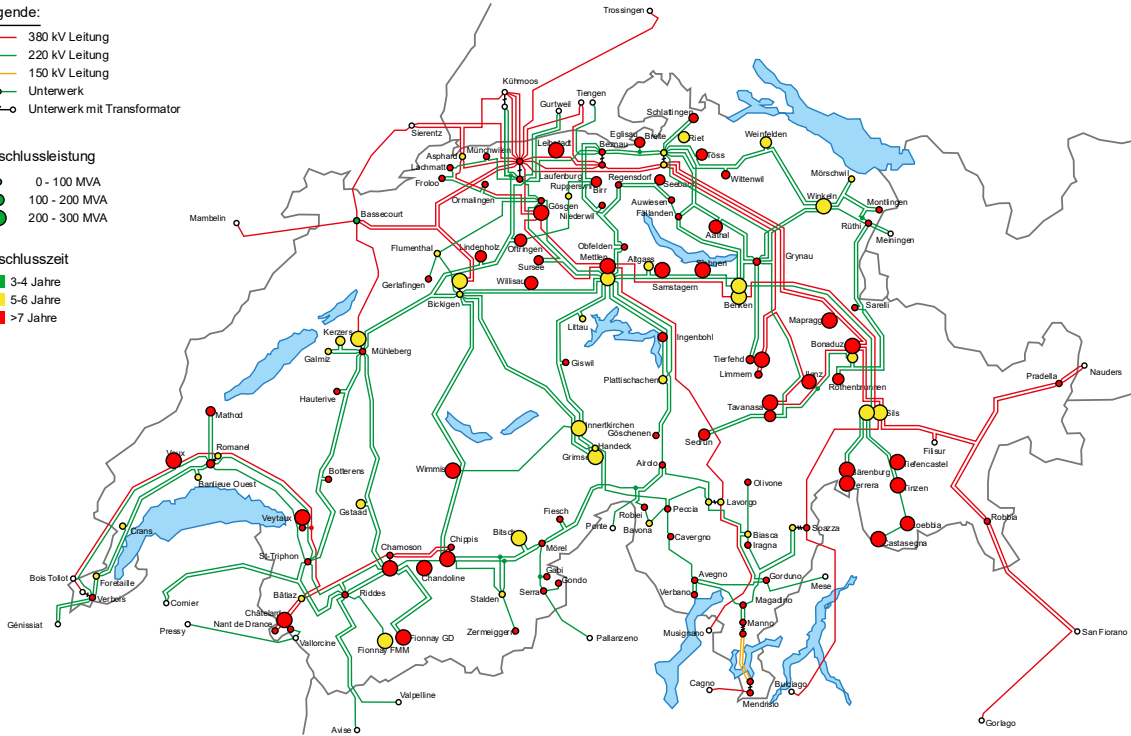 gende:
380 kV Leitung
220 kV Leitung
150 kV Leitung
Unterwerk
Unterwerk mit Transformator
schlussleistung
0 - 100 MVA
100 - 200 MVA
200 - 300 MVA
schlusszeit
3-4 Jahre
5-6 Jahre
>7 Jahre
Trossingen
Kühmoos
Tiengen
Gurtweil
Sierentz
Schlattingen
Eglisau
Breite
Riet
Weinfelden
Asphard
Münchwilen
Leibstadt
Beznau
Töss
Lachmatt
Froloo
Laufenburg
Rupperswil
Birr
Regensdorf
Seebach
Wittenwil
Mörschwil
Ormalingen
Gösgen
Niederwil
Auwiesen
Fällanden
Winkeln
Montlingen
Mambelin
Bassecourt
Aathal
Rüthi
Meiningen
Flumenthal
Lindenholz
Oftringen
Obfelden
Mettlen
Altgass
Grynau
Sursee
Gerlafingen
Willisau
Samstagern
Benken
Bickigen
Sarelli
Mapragg
Littau
Kerzers
Galmiz
Mühleberg
Ingenbohl
Bonaduz
Giswil
Tierfehd
Limmern
Ilanz
Rothenbrunnen
Plattischachen
Pradella
Nauders
Hauterive
Tavanasa
Sils
Mathod
Innertkirchen
Göschenen
Sedrun
Handeck
Grimsel
Filisur
Romanel
Vaux
Banlieue Ouest
Botterens
Wimmis
Airolo
Bärenburg
Tiefencastel
Ferrera
Tinzen
Olivone
Gstaad
Fiesch
Robiei
Peccia
Lavorgo
Veytaux
Crans
Bitsch
Ponte
Bavona
Soazza
Robbia
Löbbia
Castasegna
Cavergno
Biasca
Iragna
Chippis
Chamoson
Mörel
St-Triphon
Chandoline
Bois Tollot
Foretaille
Verbois
Gabi
Gondo
Serra
Avegno
Gorduno
Mese
Verbano
Cornier
Bâtiaz
Riddes
Stalden
Magadino
Châtelard
Nant de Drance
Génissiat
Pressy
Vallorcine
Fionnay GD
Fionnay FMM
Zermeiggern
Pallanzeno
Musignano
Manno
San Fiorano
Cagno
Bulciago
Mendrisio
Valpelline
Avise
Gorlago